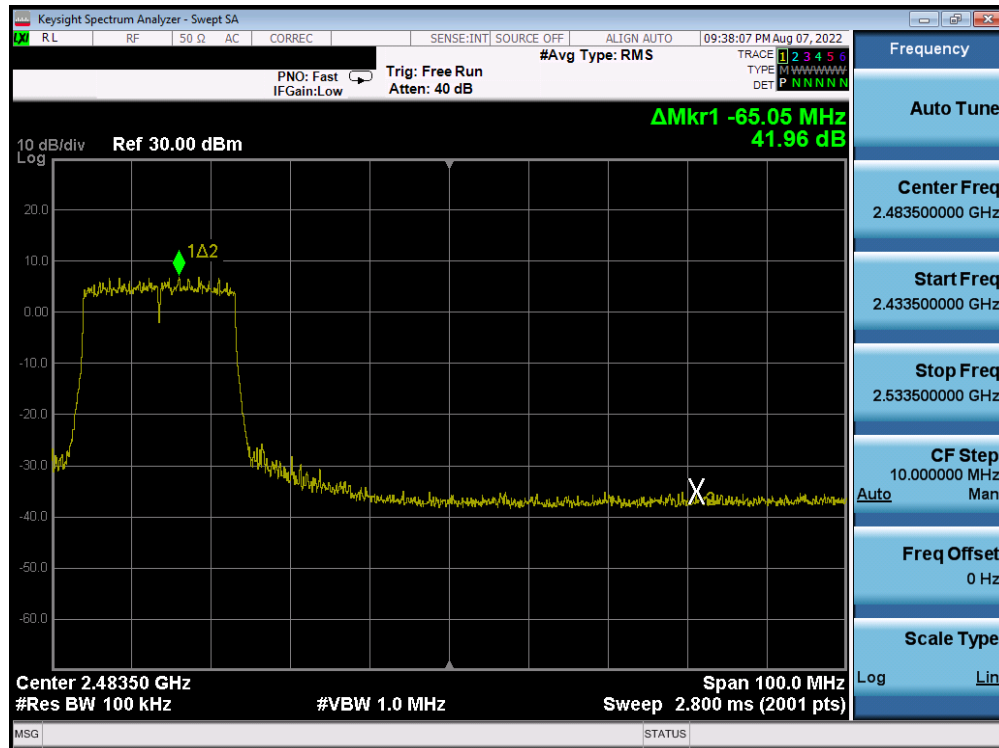 Keysight Spectrum Analyzer - Swept SA
LXI RL RF 50 Ω AC CORREC SENSE:INT SOURCE OFF ALIGN AUTO 09:38:07 PM Aug 07, 2022
#Avg Type: RMS
TRACE 1 2 3 4 5 6
TYPE M WWWWW
DET P N N N N N
PNO: Fast
IFGain:Low
Trig: Free Run
Atten: 40 dB
ΔMkr1 -65.05 MHz
41.96 dB
10 dB/div Ref 30.00 dBm
Log
20.0
10.0
0.00
-10.0
-20.0
-30.0
-40.0
-50.0
-60.0
1Δ2
X
Center 2.48350 GHz
Span 100.0 MHz
#Res BW 100 kHz
#VBW 1.0 MHz
Sweep 2.800 ms (2001 pts)
MSG
STATUS
Frequency
Auto Tune
Center Freq
2.483500000 GHz
Start Freq
2.433500000 GHz
Stop Freq
2.533500000 GHz
CF Step
10.000000 MHz
Auto Man
Freq Offset
0 Hz
Scale Type
Log Lin